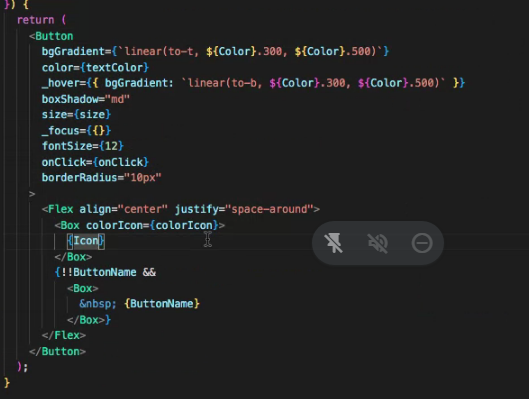 }) {
  return (
    <Button
      bgGradient={`linear(to-t, ${Color}.300, ${Color}.500)`}
      color={textColor}
      _hover={{ bgGradient: `linear(to-b, ${Color}.300, ${Color}.500)` }}
      boxShadow="md"
      size={size}
      _focus={{}}
      fontSize={12}
      onClick={onClick}
      borderRadius="10px"
    >
      <Flex align="center" justify="space-around">
        <Box colorIcon={colorIcon}>
          {Icon}
        </Box>
        {!!ButtonName &&
          <Box>
            &nbsp; {ButtonName}
          </Box>}
      </Flex>
    </Button>
  );
}